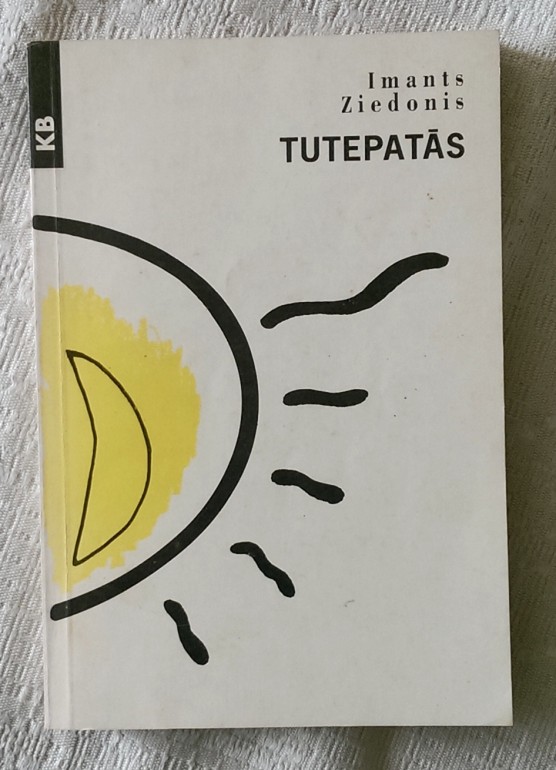 KB
Imants
Ziedonis
TUTEPATĀS